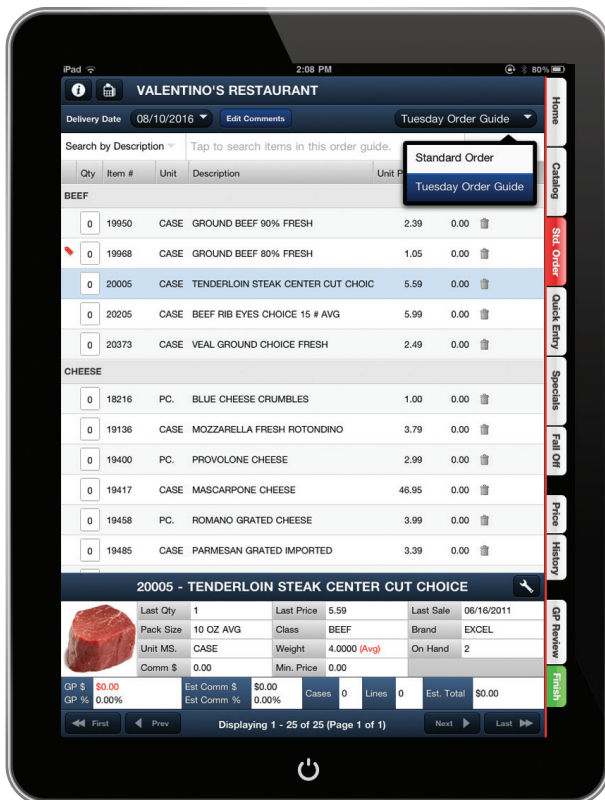 iPad 2:08 PM 80%
VALENTINO'S RESTAURANT
Delivery Date 08/10/2016 Edit Comments Tuesday Order Guide
Search by Description Tap to search items in this order guide.
Standard Order
Tuesday Order Guide
Qty Item # Unit Description Unit P
BEEF
0 19950 CASE GROUND BEEF 90% FRESH 2.39 0.00
0 19968 CASE GROUND BEEF 80% FRESH 1.05 0.00
0 20005 CASE TENDERLOIN STEAK CENTER CUT CHOIC 5.59 0.00
0 20205 CASE BEEF RIB EYES CHOICE 15 # AVG 5.99 0.00
0 20373 CASE VEAL GROUND CHOICE FRESH 2.49 0.00
CHEESE
0 18216 PC. BLUE CHEESE CRUMBLES 1.00 0.00
0 19136 CASE MOZZARELLA FRESH ROTONDINO 3.79 0.00
0 19400 PC. PROVOLONE CHEESE 2.99 0.00
0 19417 CASE MASCARPONE CHEESE 46.95 0.00
0 19458 PC. ROMANO GRATED CHEESE 3.99 0.00
0 19485 CASE PARMESAN GRATED IMPORTED 3.39 0.00
20005 - TENDERLOIN STEAK CENTER CUT CHOICE
Last Qty 1 Last Price 5.59 Last Sale 06/16/2011
Pack Size 10 OZ AVG Class BEEF Brand EXCEL
Unit MS. CASE Weight 4.0000 (Avg) On Hand 2
Comm $ 0.00 Min. Price 0.00
GP $ $0.00 Est Comm $ $0.00 Cases 0 Lines 0 Est. Total $0.00
GP % 0.00% Est Comm % 0.00%
First Prev Displaying 1 - 25 of 25 (Page 1 of 1) Next Last
Home
Catalog
Std. Order
Quick Entry
Specials
Fall Off
Price
History
GP Review
Finish